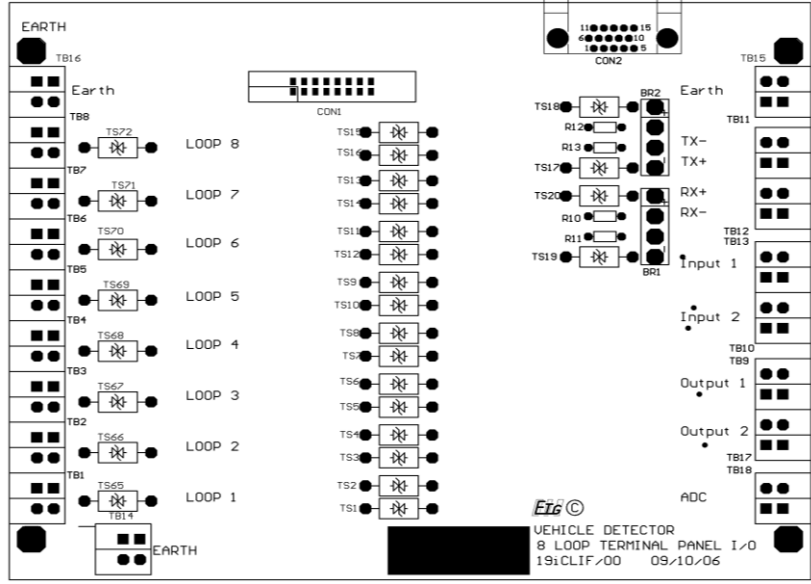 EARTH
11 15
6 10
1 5
CON2
TB16
TB15
Earth
CON1
TS18
BR2
+
Earth
TB8
TB11
R12
TS72
LOOP 8
TS15
TX-
R13
TS16
TX+
TS17
-
TB7
TS71
LOOP 7
TS13
TS14
TS20
+
RX+
TB6
R10
RX-
TS70
LOOP 6
TS11
R11
TB12
TB13
TS12
TS19
-
Input 1
BR1
TB5
TS69
LOOP 5
TS9
TS10
TB4
Input 2
TS68
LOOP 4
TS8
TS7
TB10
TB9
TB3
TS67
LOOP 3
TS6
Output 1
TS5
TB2
TS66
LOOP 2
TS4
Output 2
TS3
TB17
TB18
TB1
TS65
LOOP 1
TS2
ADC
TS1
TB14
EIG ©
VEHICLE DETECTOR
EARTH
8 LOOP TERMINAL PANEL I/O
19iCLIF/00 09/10/06